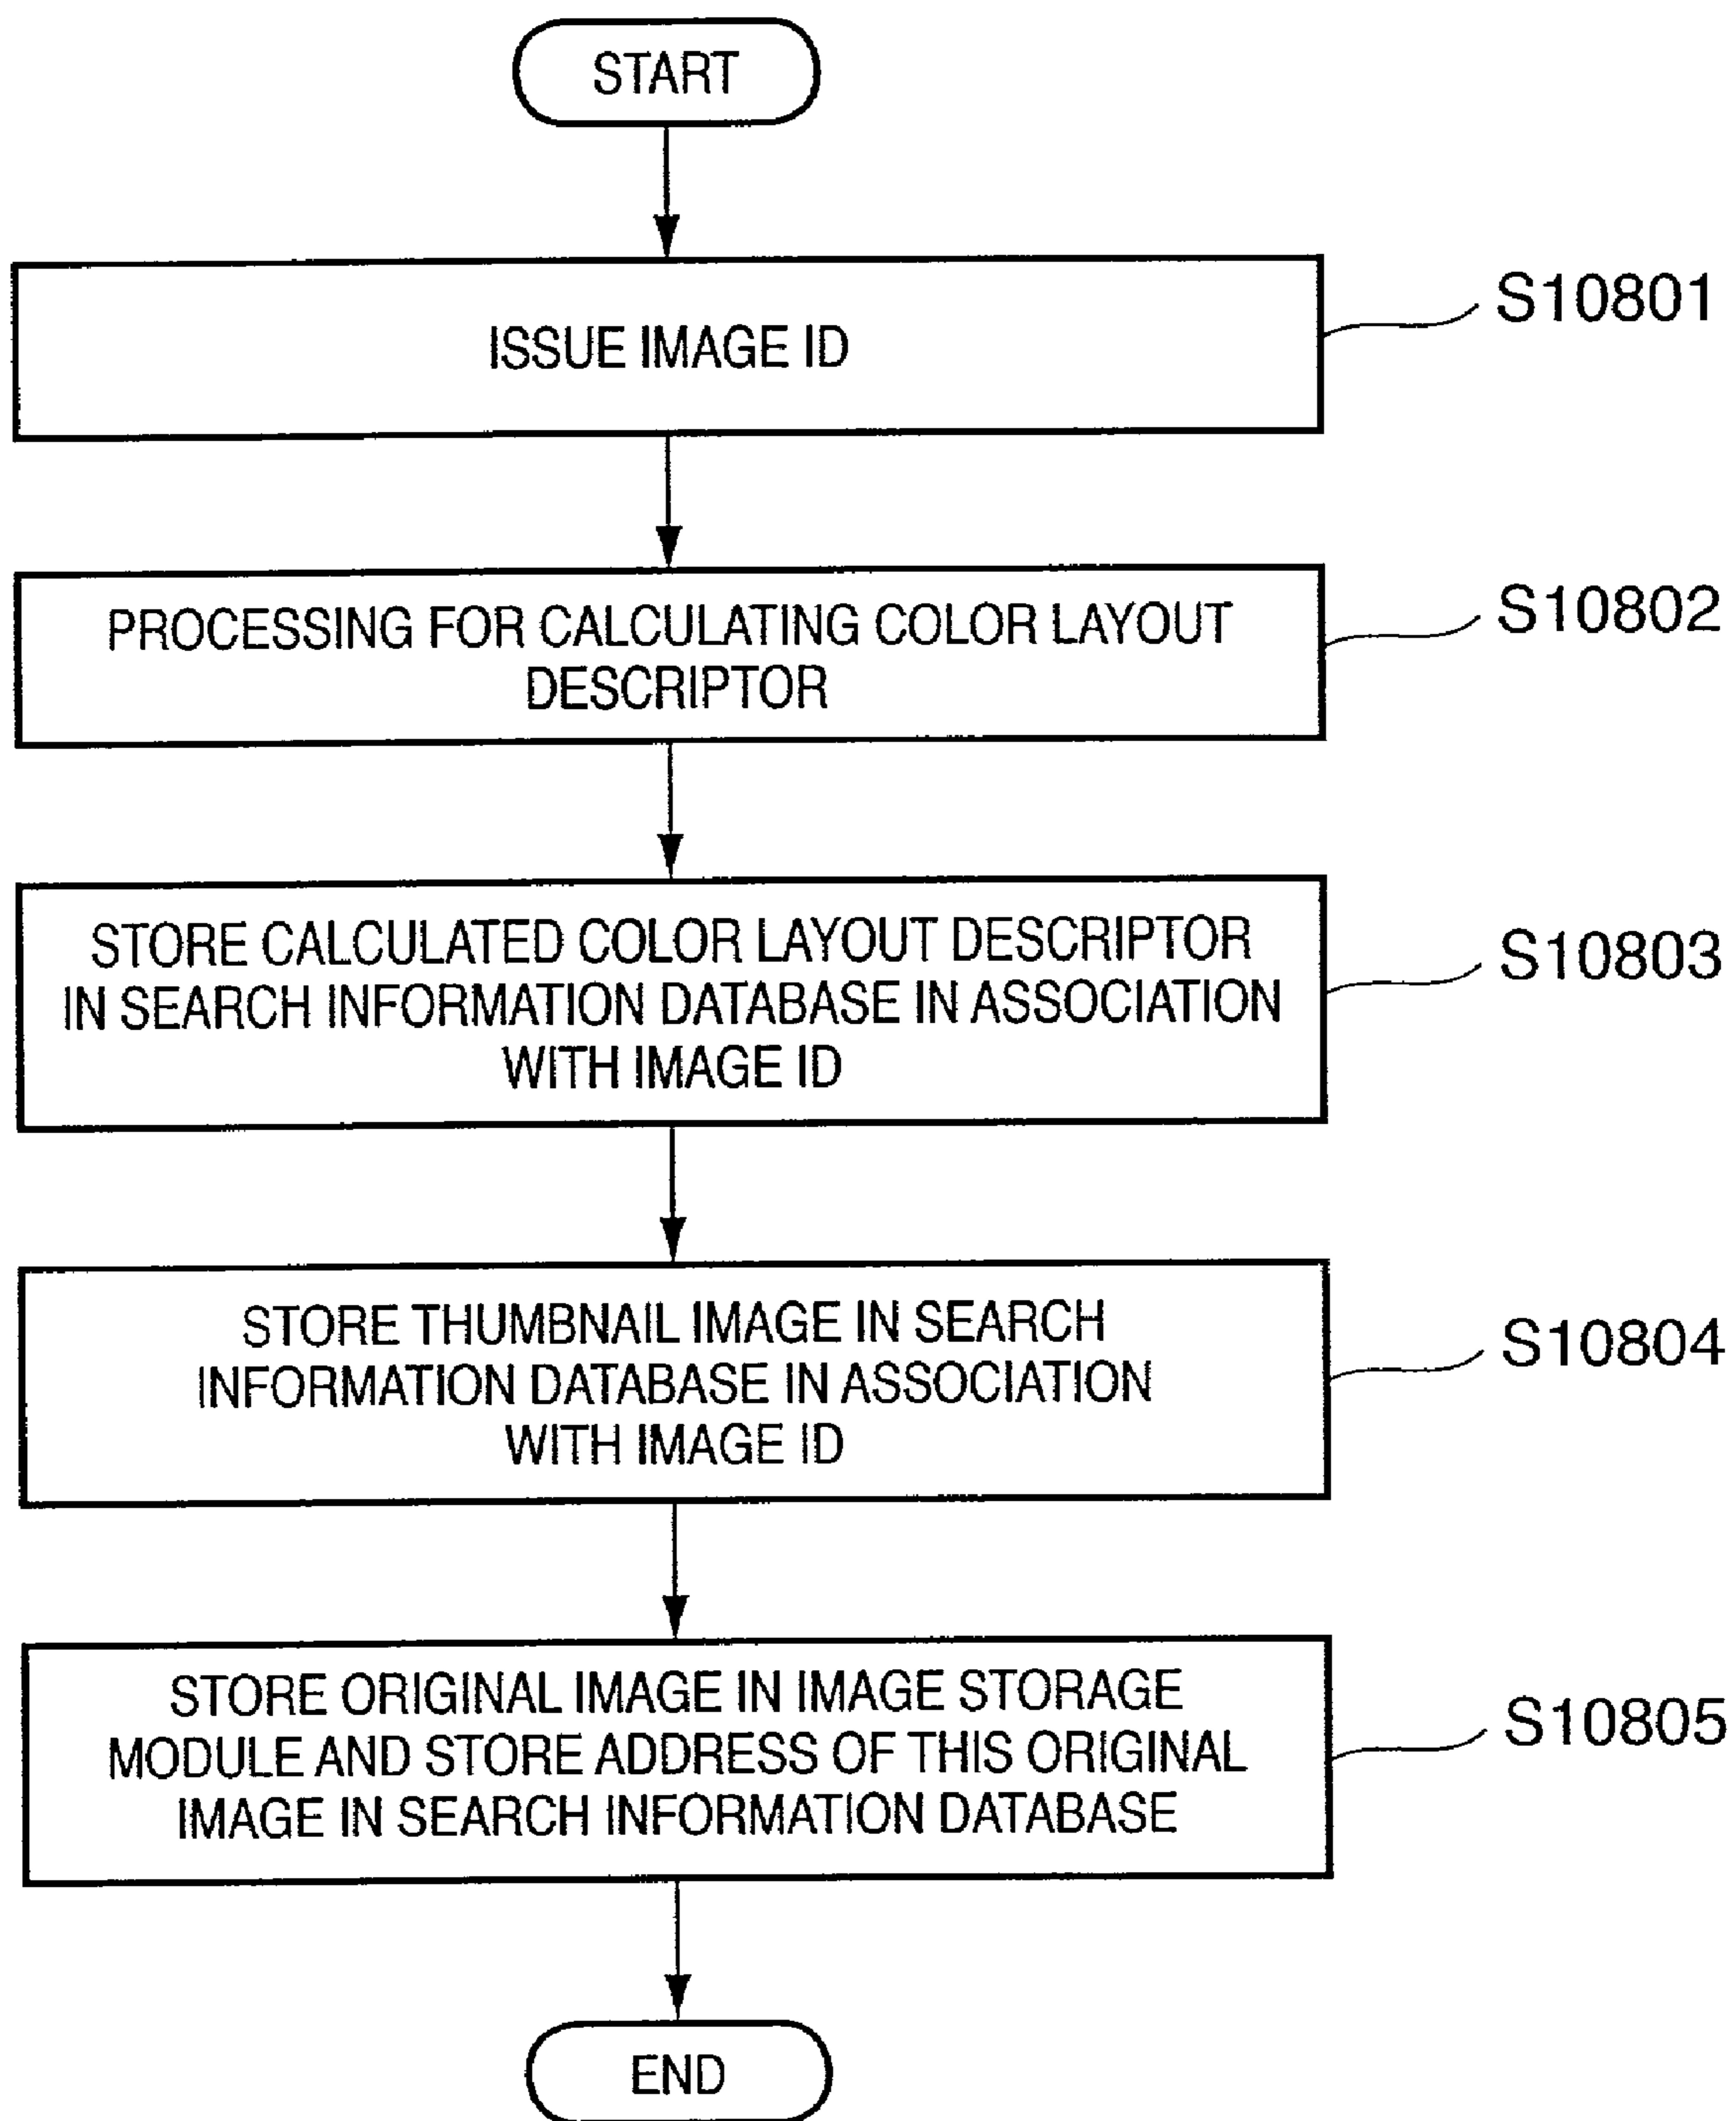 START
ISSUE IMAGE ID
S10801
PROCESSING FOR CALCULATING COLOR LAYOUT
DESCRIPTOR
S10802
STORE CALCULATED COLOR LAYOUT DESCRIPTOR
IN SEARCH INFORMATION DATABASE IN ASSOCIATION
WITH IMAGE ID
S10803
STORE THUMBNAIL IMAGE IN SEARCH
INFORMATION DATABASE IN ASSOCIATION
WITH IMAGE ID
S10804
STORE ORIGINAL IMAGE IN IMAGE STORAGE
MODULE AND STORE ADDRESS OF THIS ORIGINAL
IMAGE IN SEARCH INFORMATION DATABASE
S10805
END